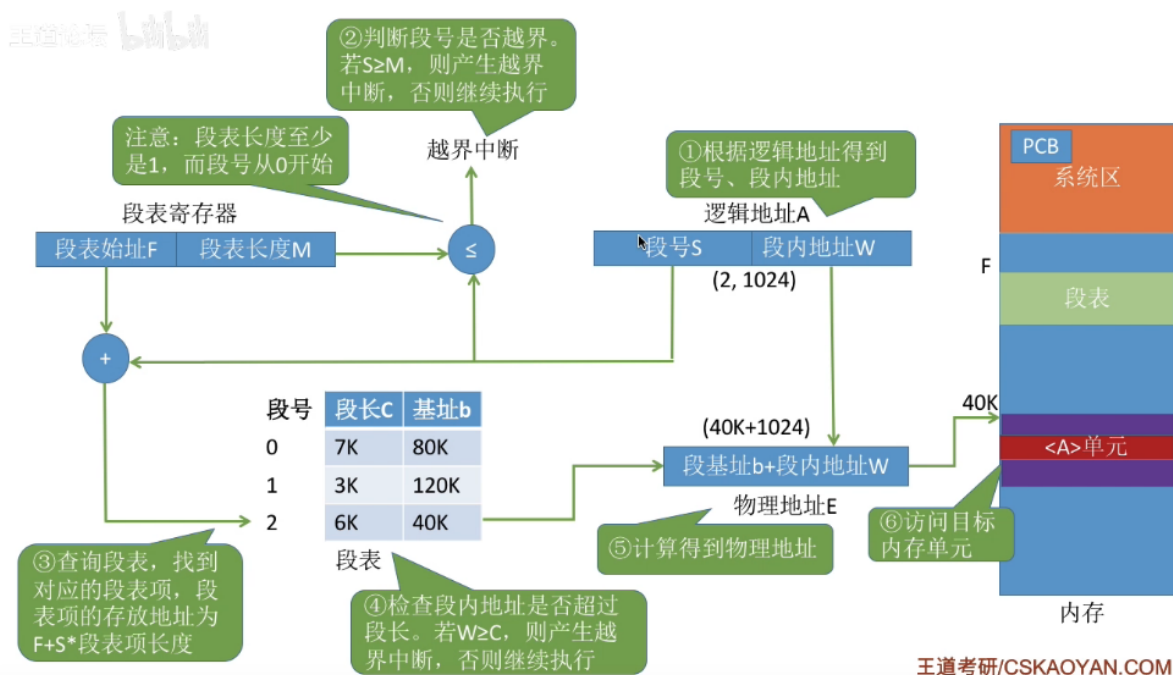 王道论坛 bilibili
②判断段号是否越界。
若S≥M，则产生越界
中断，否则继续执行
注意：段表长度至少
是1，而段号从0开始
越界中断
①根据逻辑地址得到
段号、段内地址
PCB
系统区
段表寄存器
段表始址F 段表长度M
≤
逻辑地址A
段号S 段内地址W
(2, 1024)
F
段表
+
段号 段长C 基址b
0 7K 80K
1 3K 120K
2 6K 40K
段表
(40K+1024)
段基址b+段内地址W
物理地址E
40K
<A>单元
③查询段表，找到
对应的段表项，段
表项的存放地址为
F+S*段表项长度
④检查段内地址是否超过
段长。若W≥C，则产生越
界中断，否则继续执行
⑤计算得到物理地址
⑥访问目标
内存单元
内存
王道考研/CSKAOYAN.COM